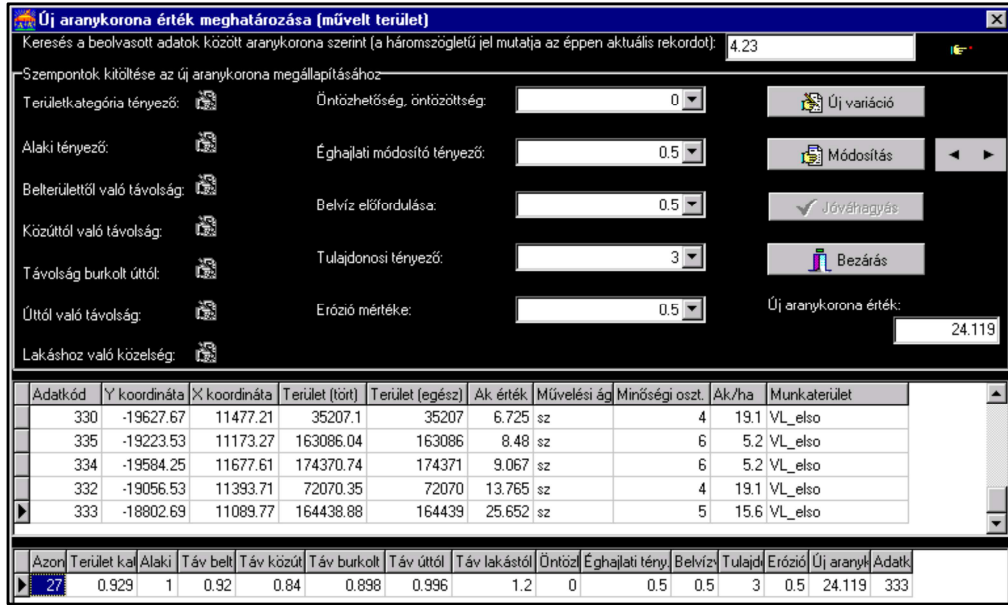 Új aranykorona érték meghatározása (művelt terület)
Keresés a beolvasott adatok között aranykorona szerint (a háromszögletű jel mutatja az éppen aktuális rekordot): 4.23
Szempontok kitöltése az új aranykorona megállapításához
Területkategória tényező: Öntözhetőség, öntözöttség: 0 Új variáció
Alaki tényező: Éghajlati módosító tényező: 0.5 Módosítás
Belterülettől való távolság:
Belvíz előfordulása: 0.5 Jóváhagyás
Közúttól való távolság:
Tulajdonosi tényező: 3 Bezárás
Távolság burkolt úttól:
Úttól való távolság: Erózió mértéke: 0.5 Új aranykorona érték:
24.119
Lakáshoz való közelség:
Adatkód Y koordináta X koordináta Terület (tört) Terület (egész) Ak érték Művelési ág Minőségi oszt. Ak/ha Munkaterület
330 -19627.67 11477.21 35207.1 35207 6.725 sz 4 19.1 VL_elso
335 -19223.53 11173.27 163086.04 163086 8.48 sz 6 5.2 VL_elso
334 -19584.25 11677.61 174370.74 174371 9.067 sz 6 5.2 VL_elso
332 -19056.53 11393.71 72070.35 72070 13.765 sz 4 19.1 VL_elso
333 -18802.69 11089.77 164438.88 164439 25.652 sz 5 15.6 VL_elso
Azon Terület kat Alaki Táv belt Táv közút Táv burkolt Táv úttól Táv lakástól Öntözl Éghajlati tény. Belvíz Tulajd Erózió Új aranyk Adatk
27 0.929 1 0.92 0.84 0.898 0.996 1.2 0 0.5 0.5 3 0.5 24.119 333